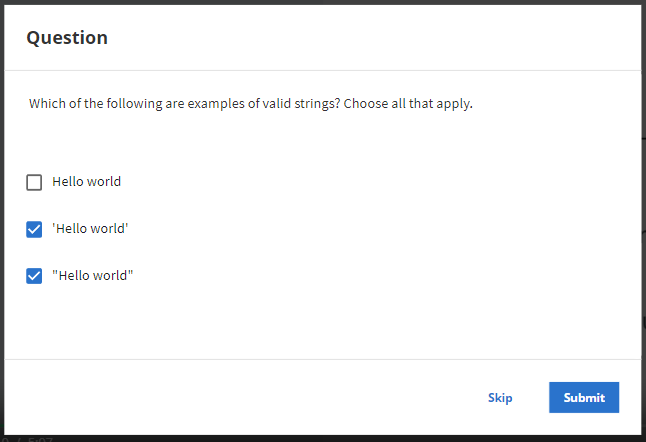 Question
Which of the following are examples of valid strings? Choose all that apply.
Hello world
'Hello world'
"Hello world"
Skip
Submit